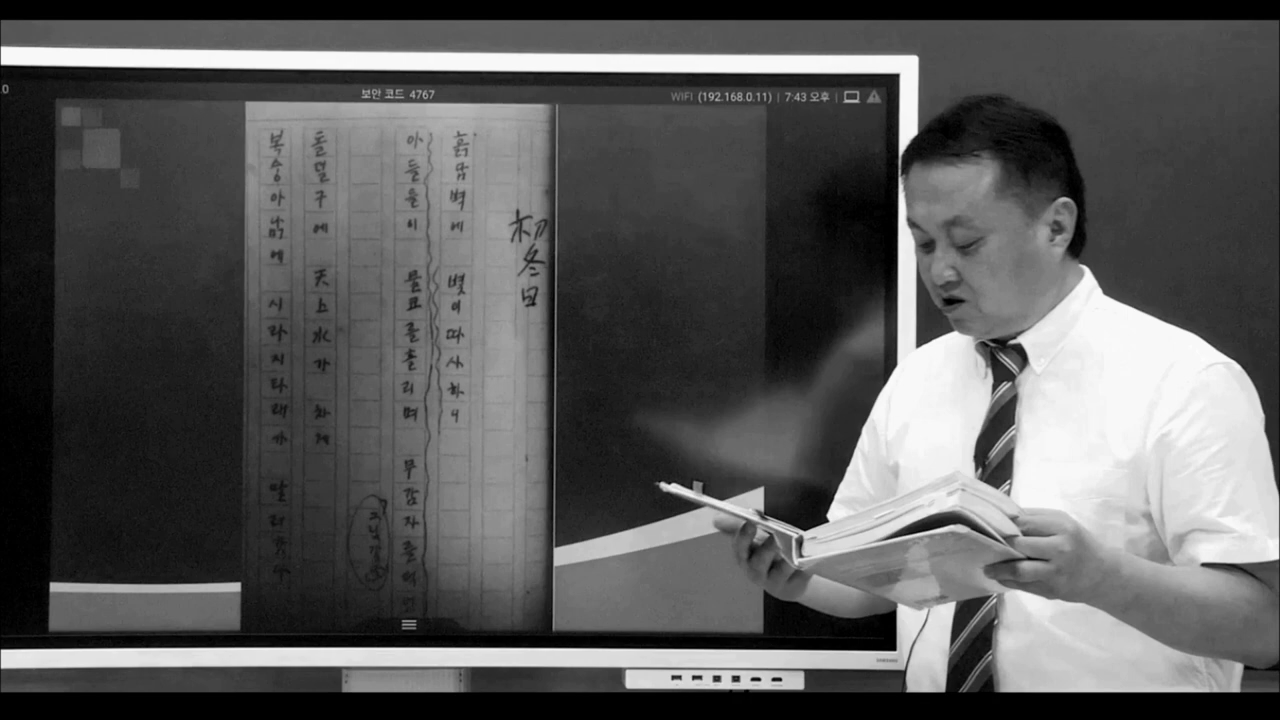 보안 코드 4767
WIFI (192.168.0.11) | 7:43 오후
初冬日
흙담벽에 볕이따사하니
아들을이 물코를흘리며 무감자를
돌덜구에 天上水가 차게
복숭아낡에 시라지타래가
SAMSUNG